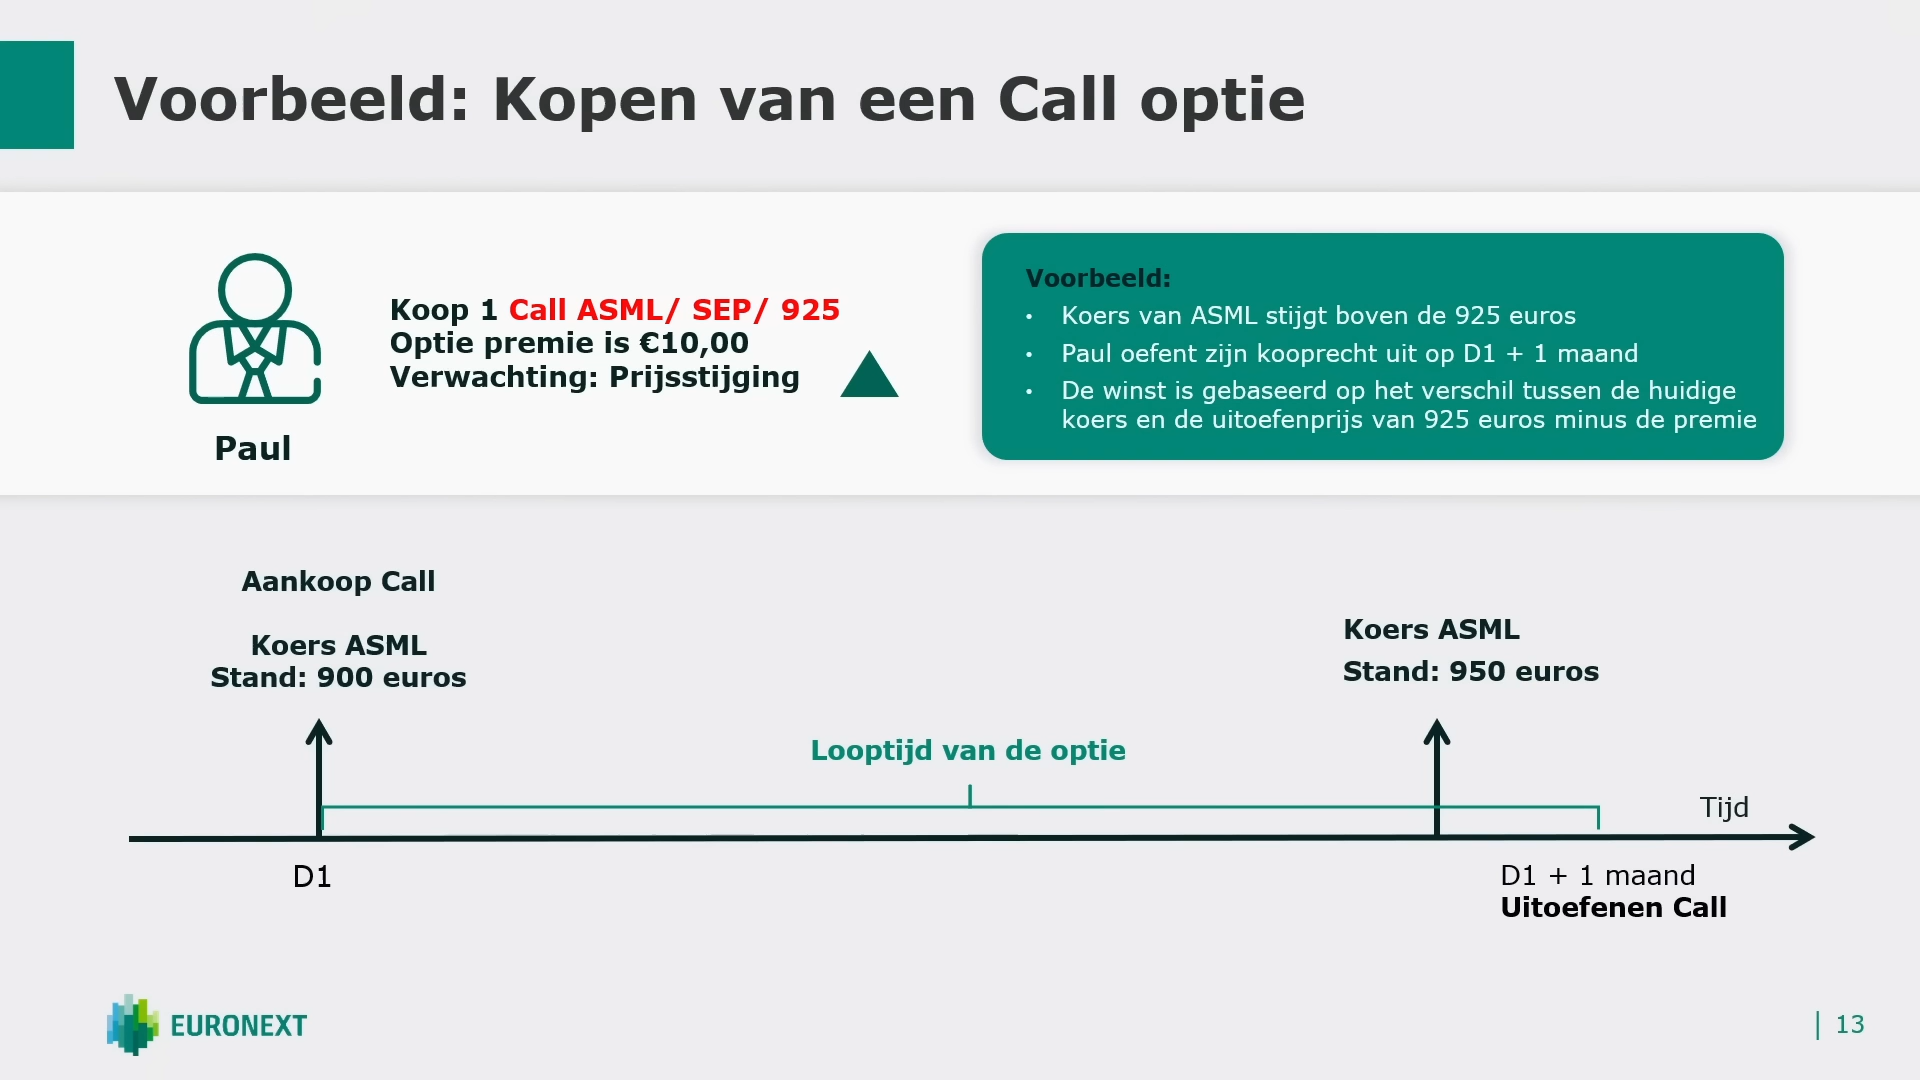 Voorbeeld: Kopen van een Call optie
Koop 1 Call ASML/ SEP/ 925
Optie premie is €10,00
Verwachting: Prijsstijging
Paul
Voorbeeld:
• Koers van ASML stijgt boven de 925 euros
• Paul oefent zijn kooprecht uit op D1 + 1 maand
• De winst is gebaseerd op het verschil tussen de huidige
koers en de uitoefenprijs van 925 euros minus de premie
Aankoop Call
Koers ASML
Stand: 900 euros
Koers ASML
Stand: 950 euros
Looptijd van de optie
Tijd
D1
D1 + 1 maand
Uitoefenen Call
EURONEXT
| 13